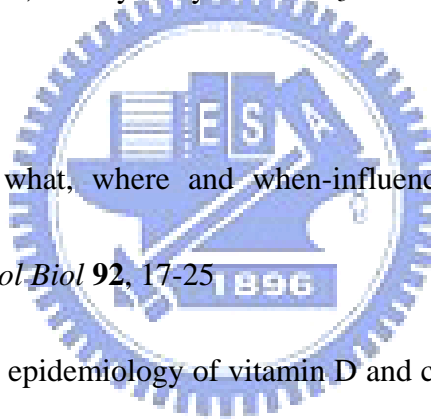 E S A
what, where and when-influenc
ol Biol 92, 17-25
1896
epidemiology of vitamin D and c